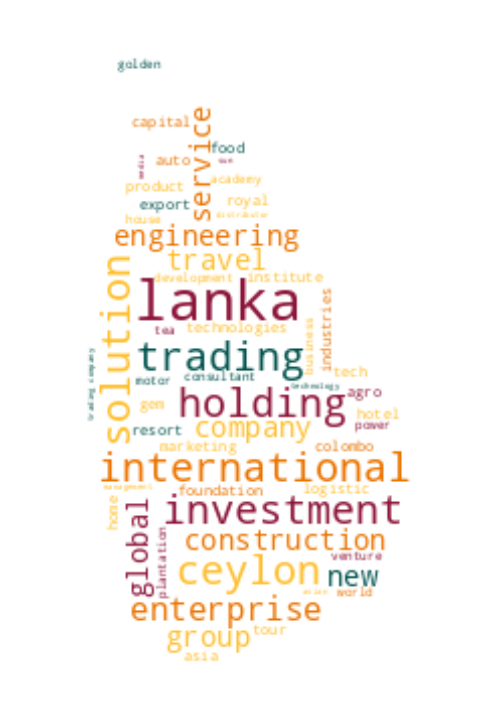 golden
capital
service
food
media
auto
sun
academy
product
export
royal
house
distributor
engineering
travel
solution
development
institute
lanka
industries
tea
technologies
business
trading
trading company
motor
consultant
technology
tech
holding
agro
gem
hotel
company
resort
power
marketing
colombo
international
management
foundation
logistic
home
global
investment
plantation
construction
venture
ceylon
new
asian
world
enterprise
group
tour
asia